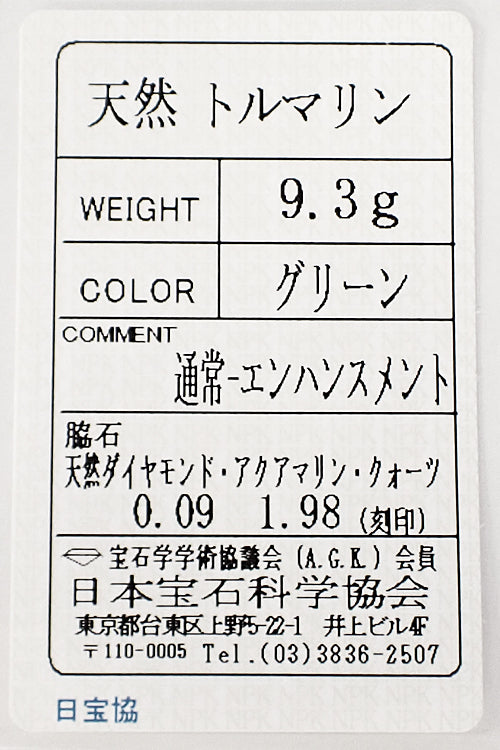 天然 トルマリン
WEIGHT 9.3g
COLOR グリーン
COMMENT
通常-エンハンスメント
脇石
天然ダイヤモンド・アクアマリン・クォーツ
0.09 1.98 (刻印)
宝石学学術協議会(A.G.K.)会員
日本宝石科学協会
東京都台東区上野5-22-1 井上ビル4F
〒110-0005 Tel.(03)3836-2507
日宝協